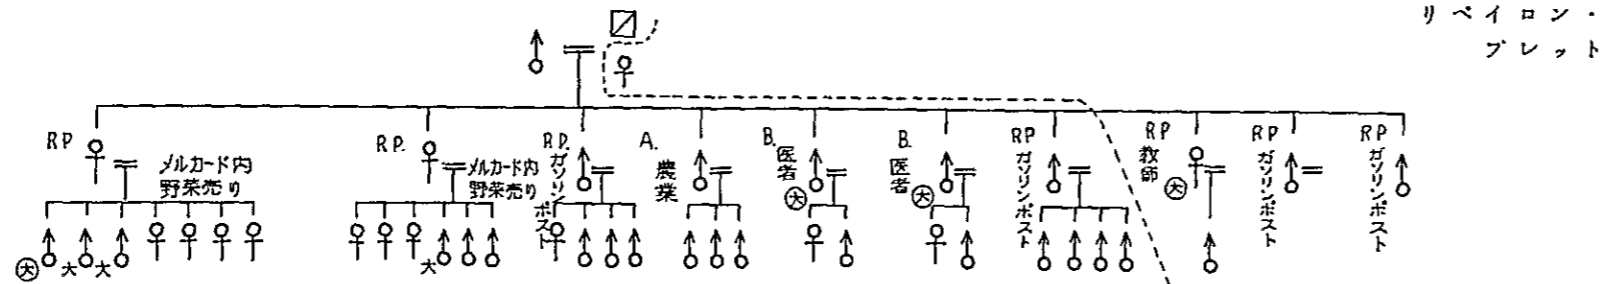 リベイロン・
プレット
RP
メルカード内
野菜売り
大
大
大
RP.
メルカード内
野菜売り
大
RP.
ガソリンポスト
A.
農業
B.
医者
大
B.
医者
大
RP
ガソリンポスト
RP
教師
大
RP
ガソリンポスト
RP
ガソリンポスト